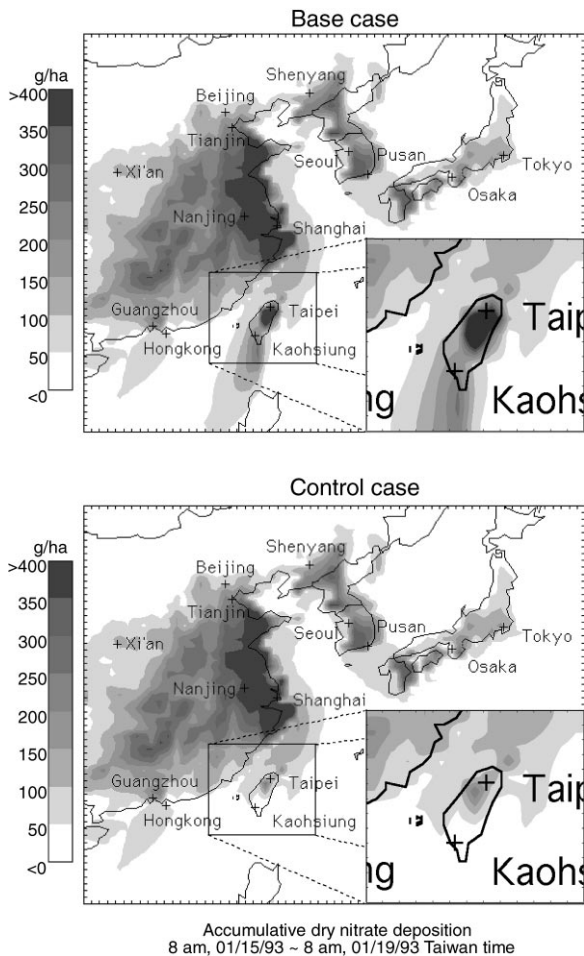 Base case
g/ha
>400
350
300
250
200
150
100
50
<0
Shenyang
Beijing
Tianjin
Seoul
Pusan
Xi'an
Tokyo
Osaka
Nanjing
Shanghai
Guangzhou
Taipei
Hongkong
Kaohsiung
Taip
ng
Kaohs
Control case
g/ha
>400
350
300
250
200
150
100
50
<0
Shenyang
Beijing
Tianjin
Seoul
Pusan
Xi'an
Tokyo
Osaka
Nanjing
Shanghai
Guangzhou
Taipei
Hongkong
Kaohsiung
Taip
ng
Kaohs
Accumulative dry nitrate deposition
8 am, 01/15/93 ~ 8 am, 01/19/93 Taiwan time